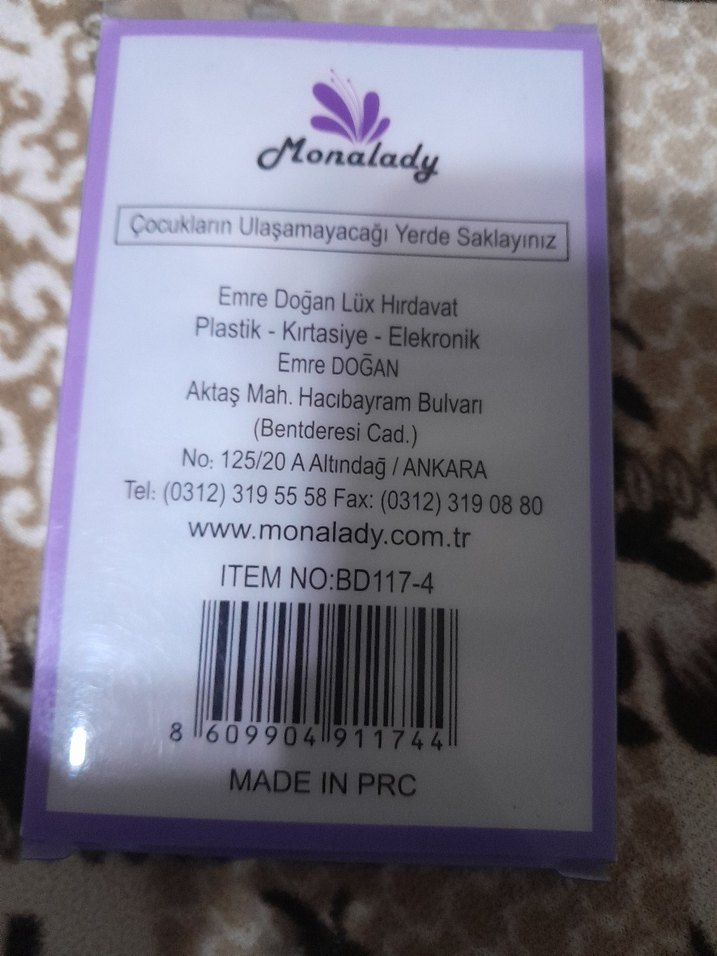 Monalady
Çocukların Ulaşamayacağı Yerde Saklayınız
Emre Doğan Lüx Hırdavat
Plastik - Kırtasiye - Elekronik
Emre DOĞAN
Aktaş Mah. Hacıbayram Bulvarı
(Bentderesi Cad.)
No: 125/20 A Altındağ / ANKARA
Tel: (0312) 319 55 58 Fax: (0312) 319 08 80
www.monalady.com.tr
ITEM NO:BD117-4
8 609904 911744
MADE IN PRC